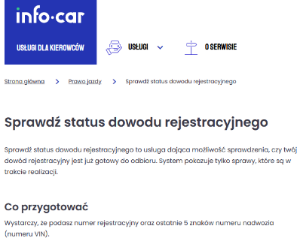 info-car
USŁUGI DLA KIEROWCÓW
USŁUGI
O SERWISIE
Strona główna > Prawo jazdy > Sprawdź status dowodu rejestracyjnego
Sprawdź status dowodu rejestracyjnego
Sprawdź status dowodu rejestracyjnego to usługa dająca możliwość sprawdzenia, czy twój
dowód rejestracyjny jest już gotowy do odbioru. System pokazuje tylko sprawy, które są w
trakcie realizacji.
Co przygotować
Wystarczy, że podasz numer rejestracyjny oraz ostatnie 5 znaków numeru nadwozia
(numeru VIN).